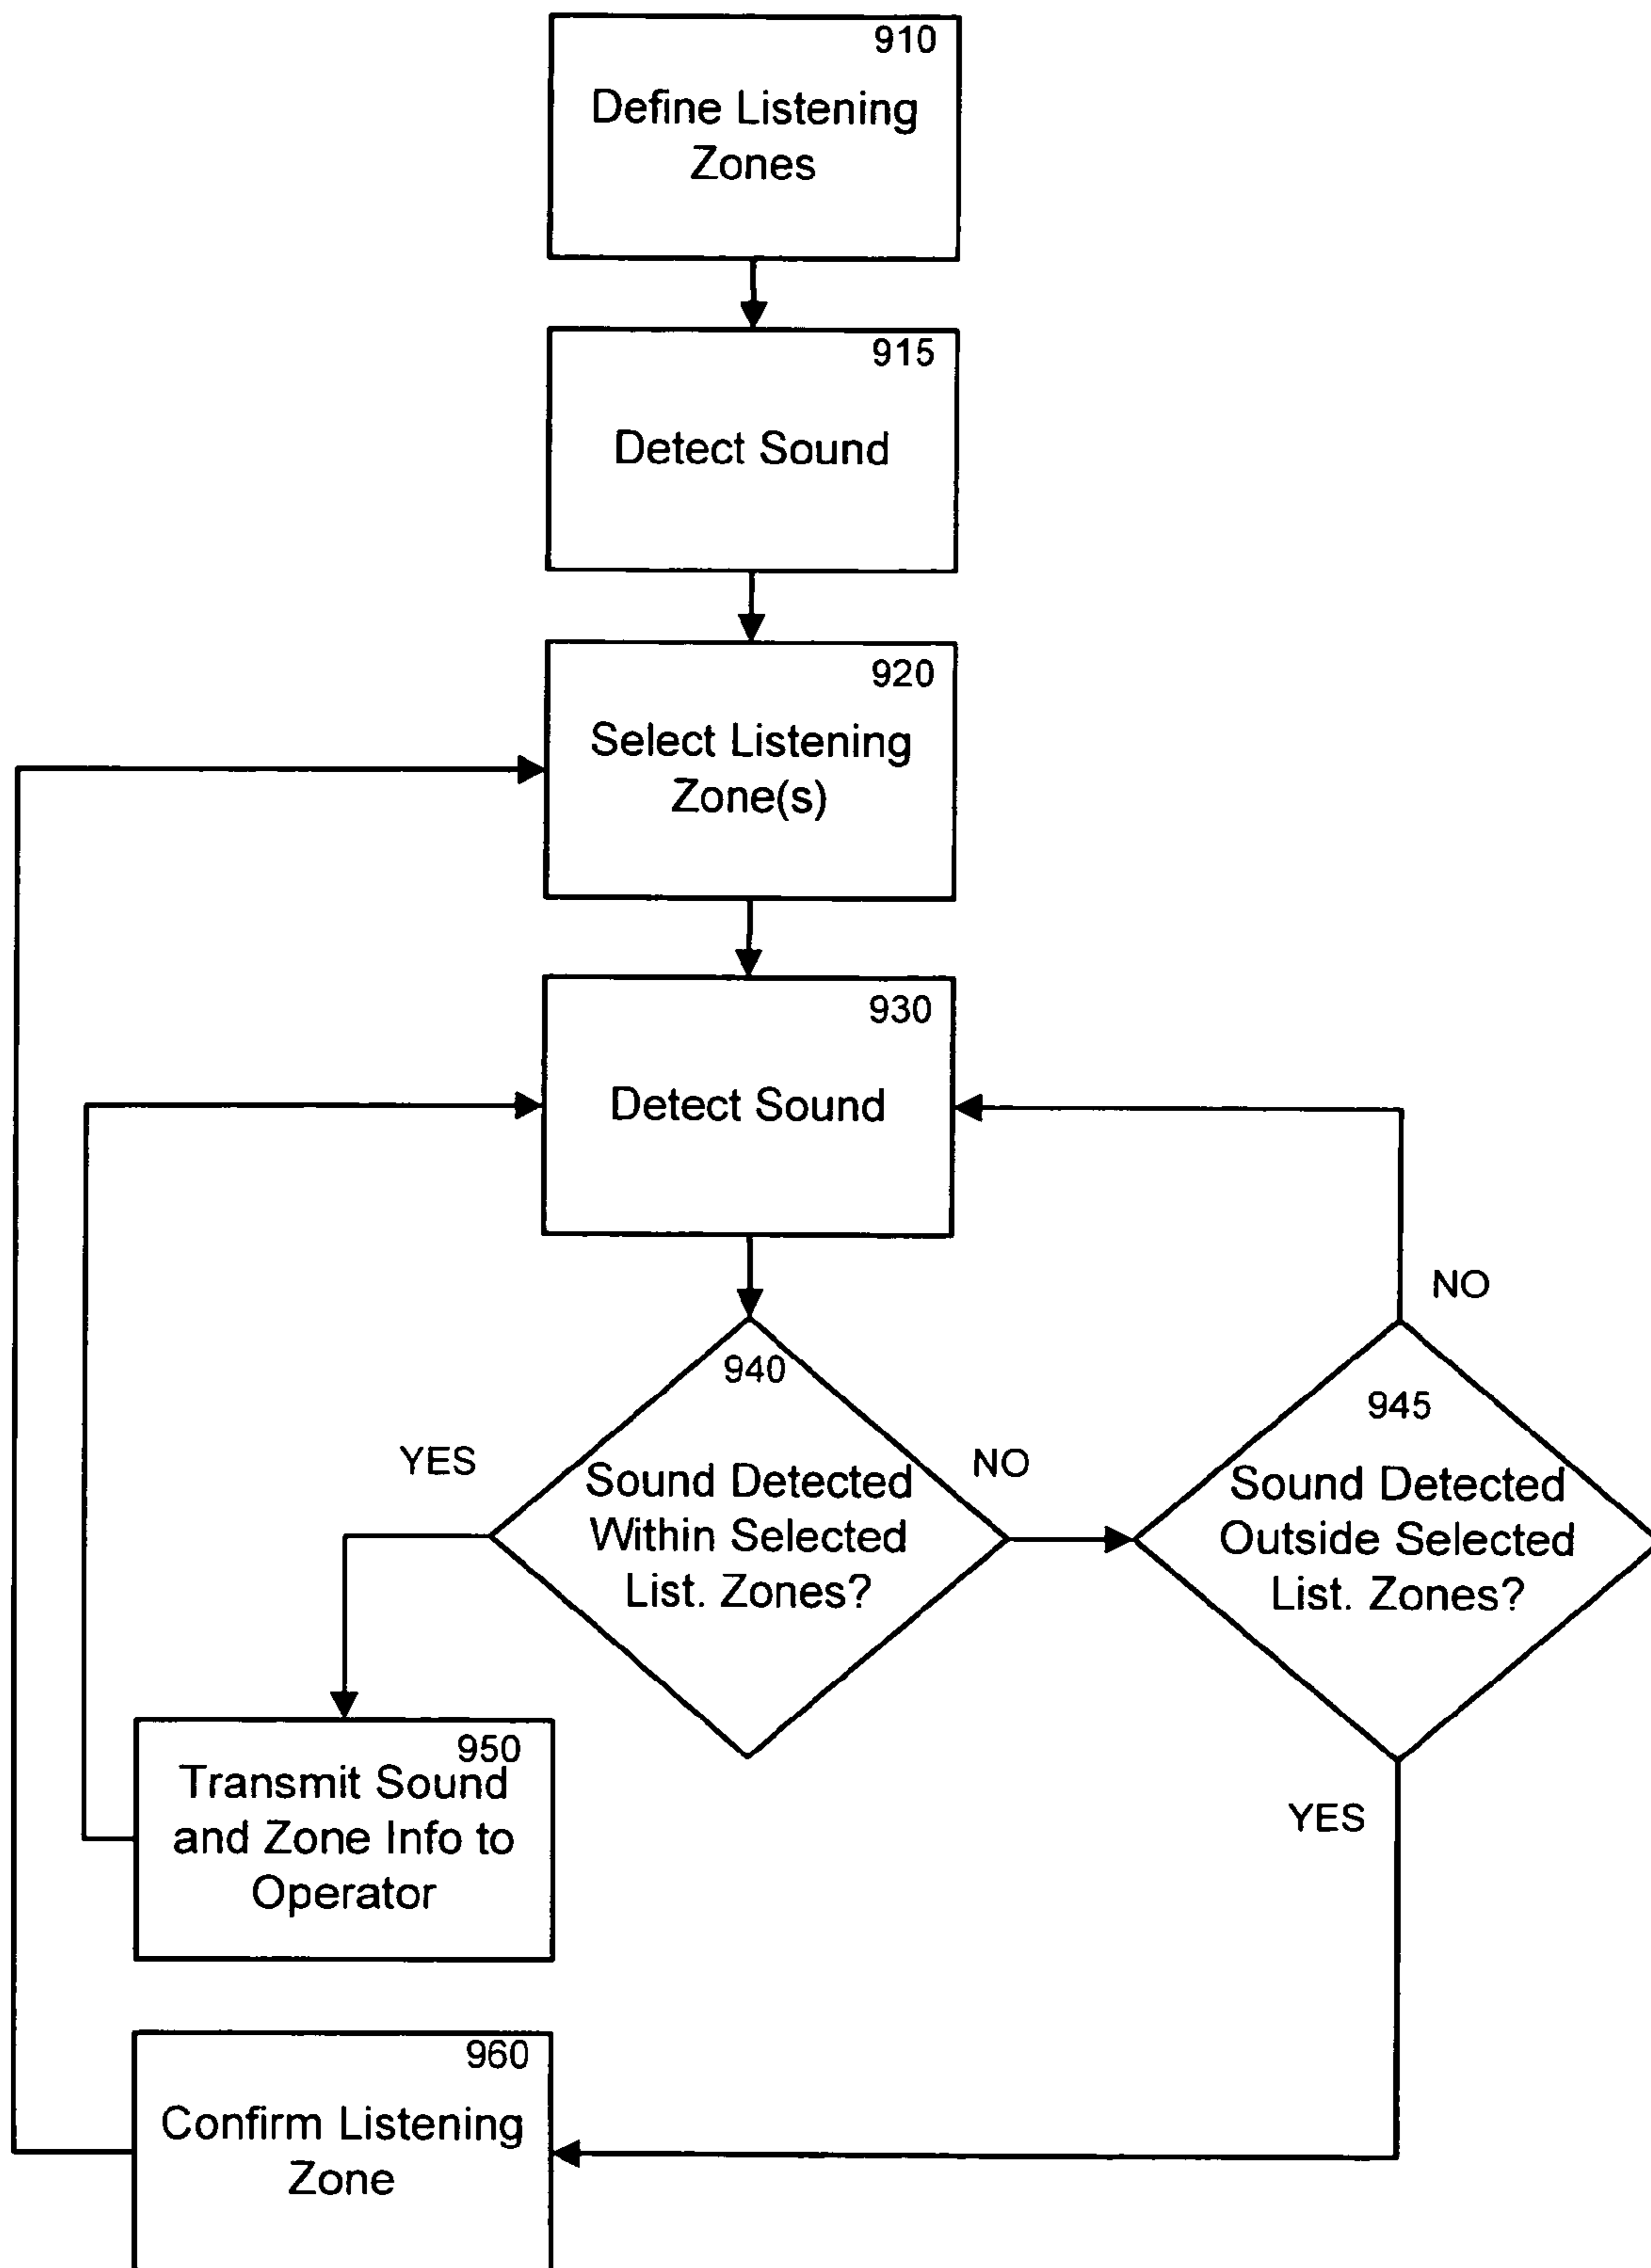 910
Define Listening
Zones
915
Detect Sound
920
Select Listening
Zone(s)
930
Detect Sound
NO
940
945
YES
NO
Sound Detected
Within Selected
List. Zones?
Sound Detected
Outside Selected
List. Zones?
950
Transmit Sound
and Zone Info to
Operator
YES
960
Confirm Listening
Zone